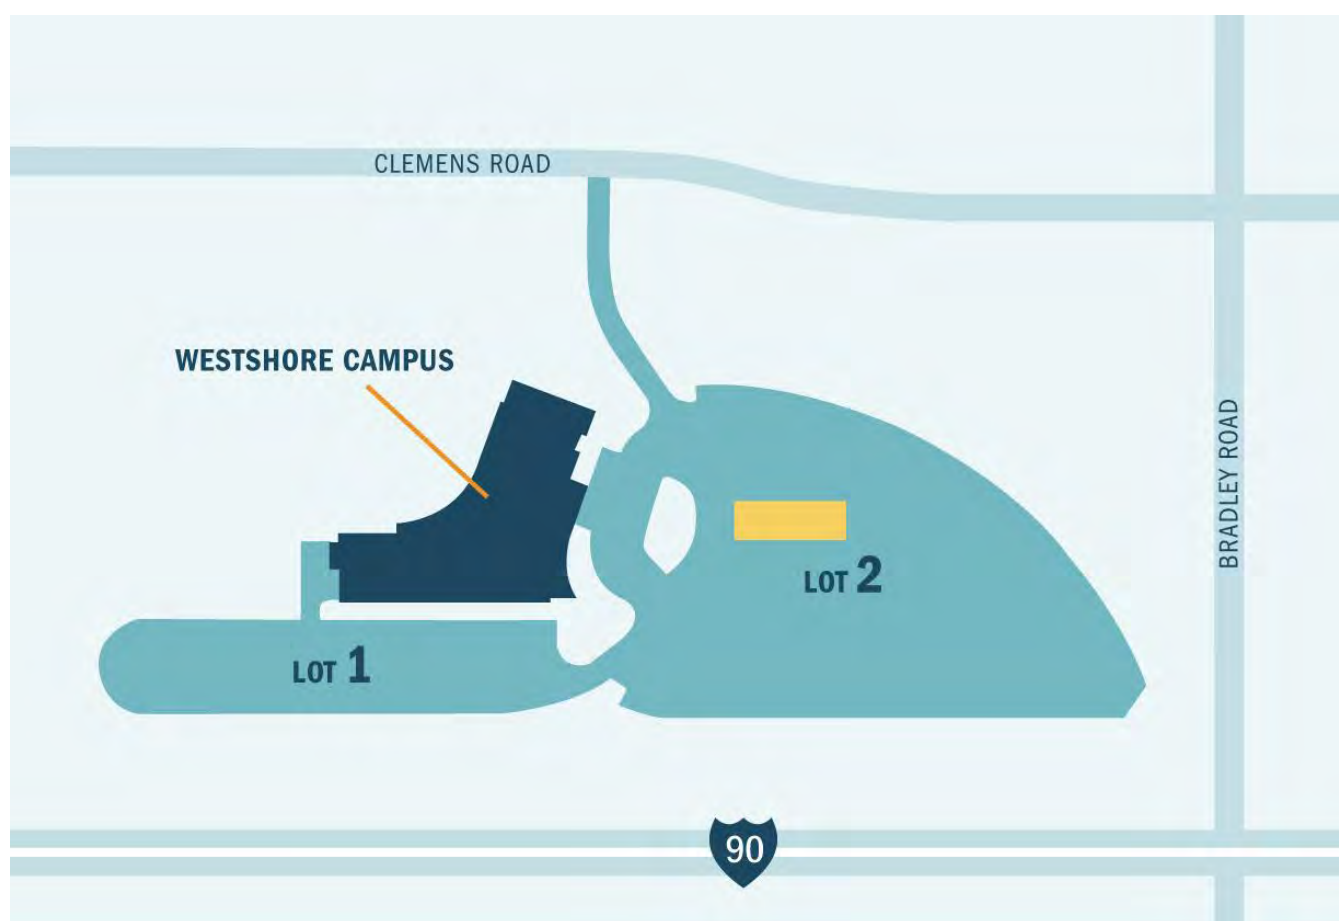 CLEMENS ROAD
WESTSHORE CAMPUS
BRADLEY ROAD
LOT 2
LOT 1
90